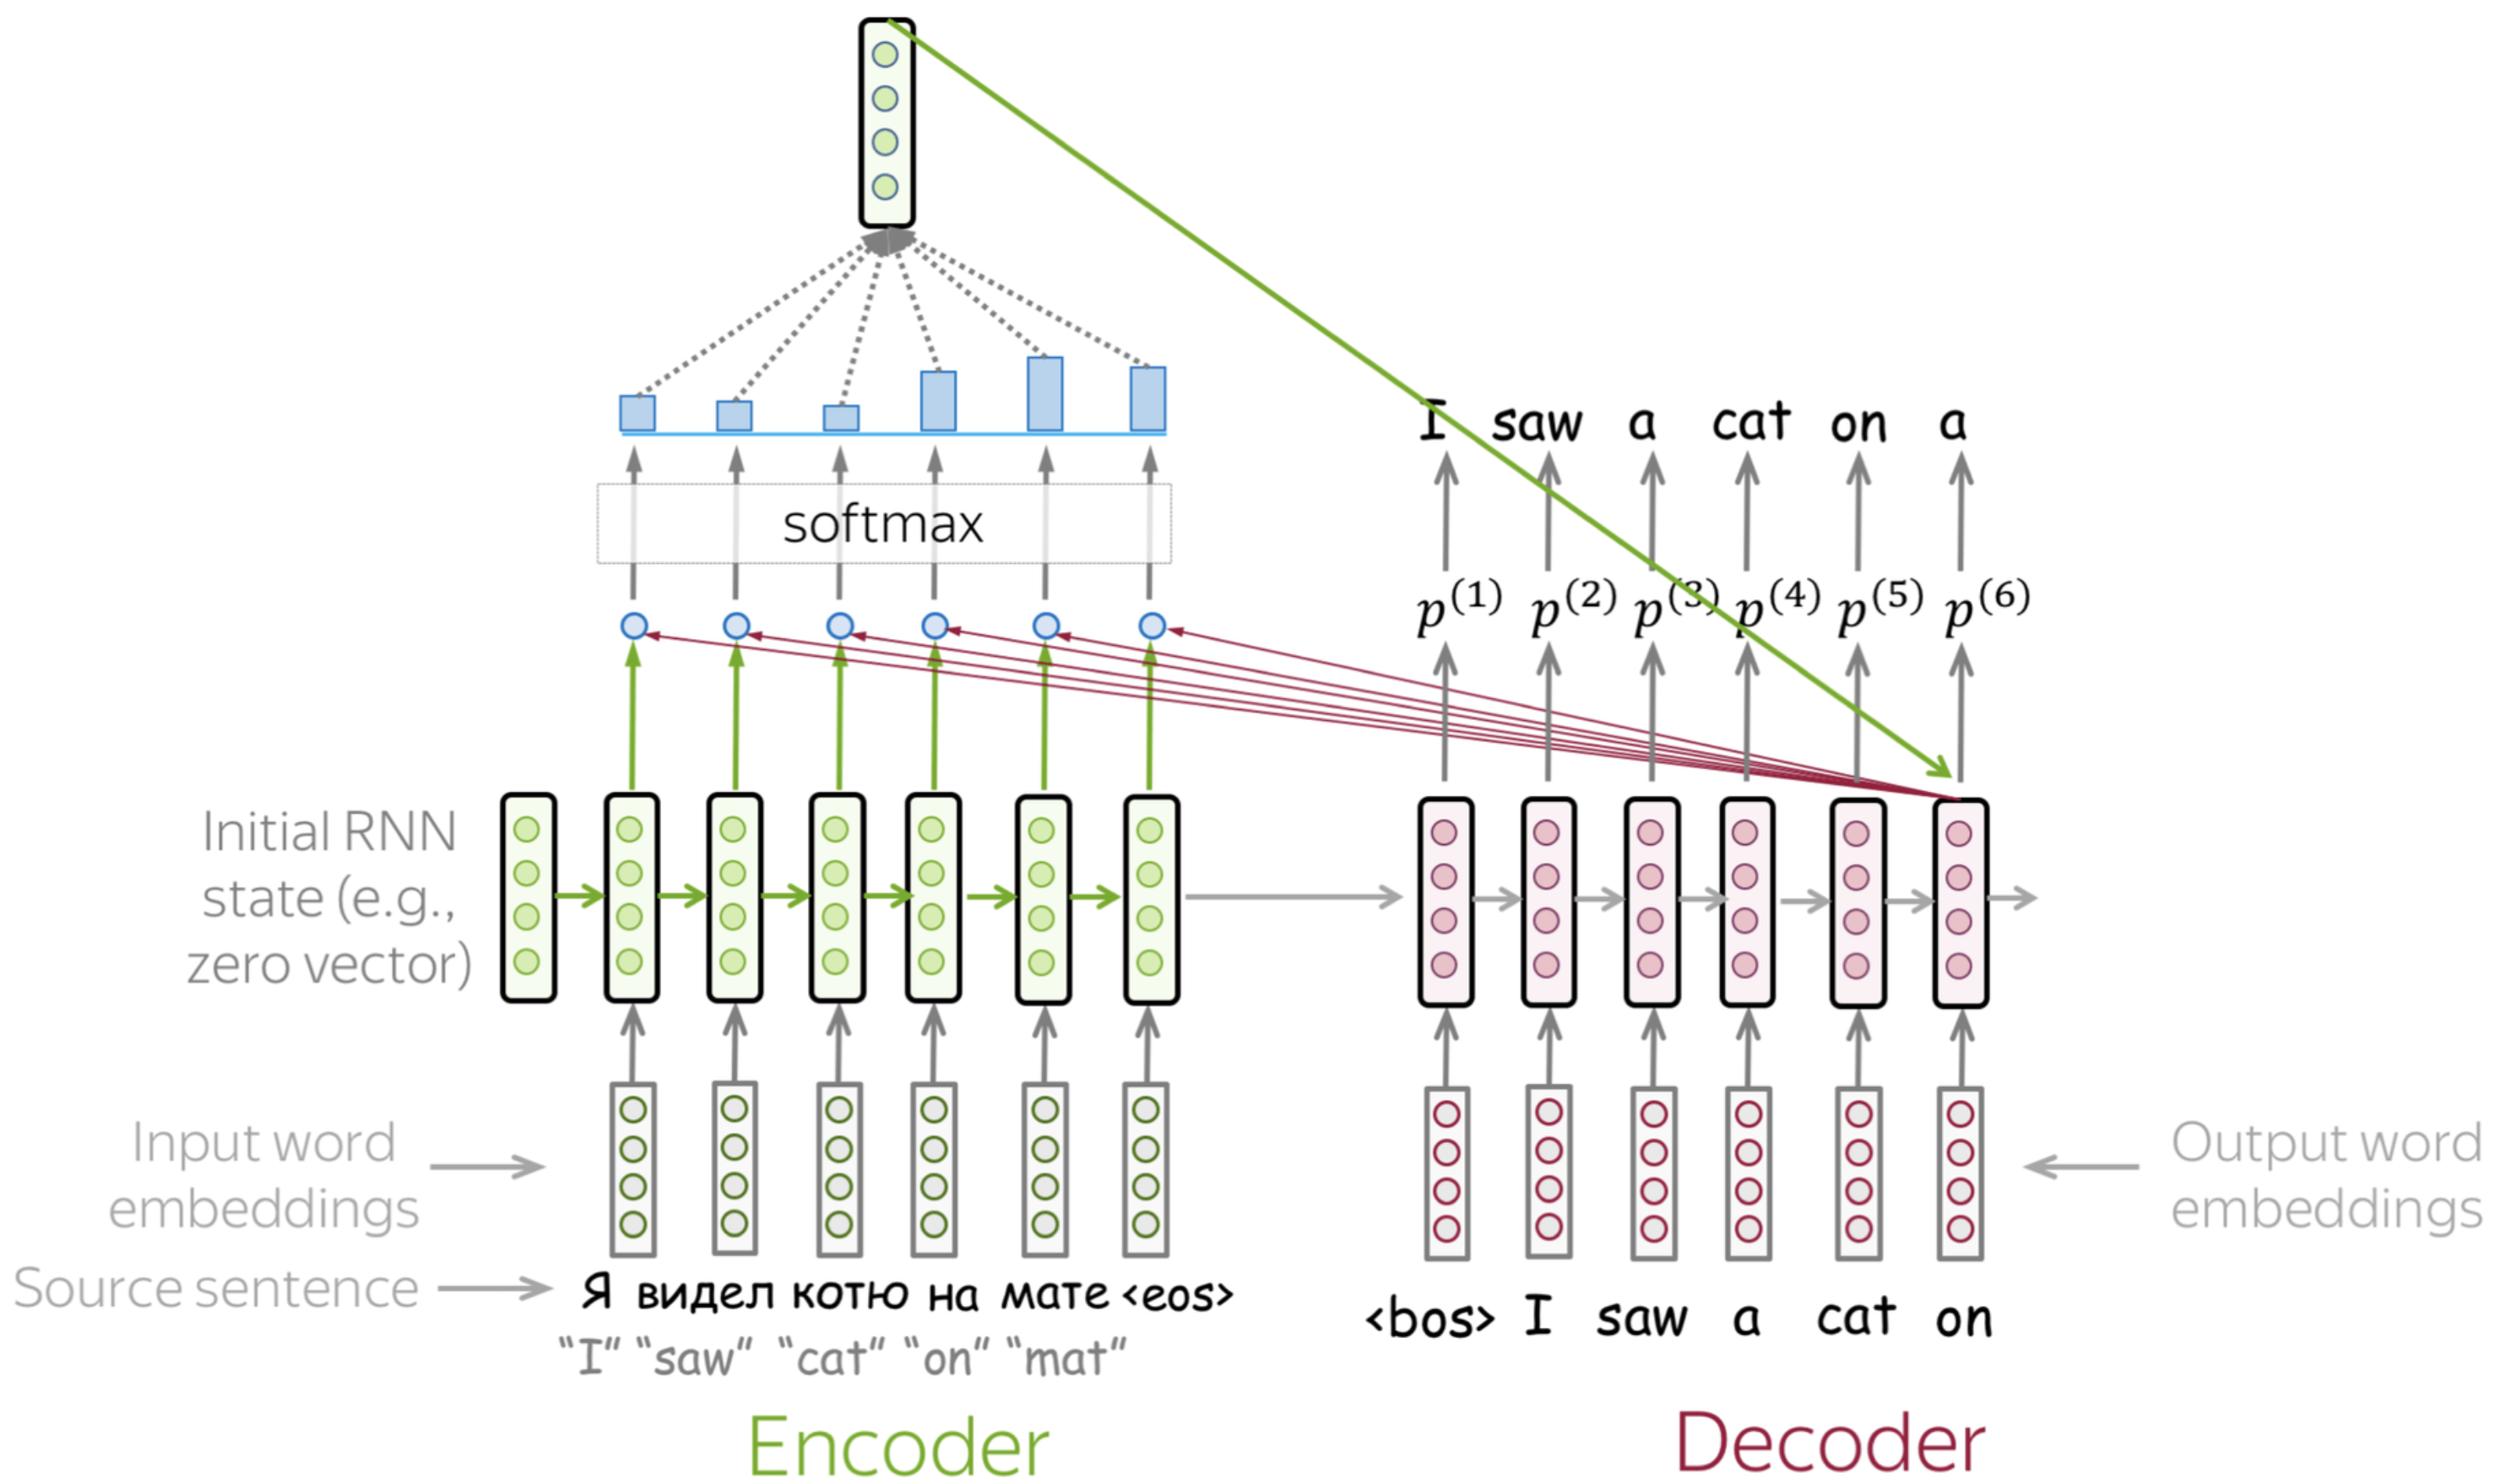 softmax
I saw a cat on a
p(1) p(2) p(3) p(4) p(5) p(6)
Initial RNN
state (e.g.,
zero vector)
Input word
embeddings
Output word
embeddings
Source sentence
Я видел котю на мате <eos>
"I" "saw" "cat" "on" "mat"
<bos> I saw a cat on
Encoder
Decoder